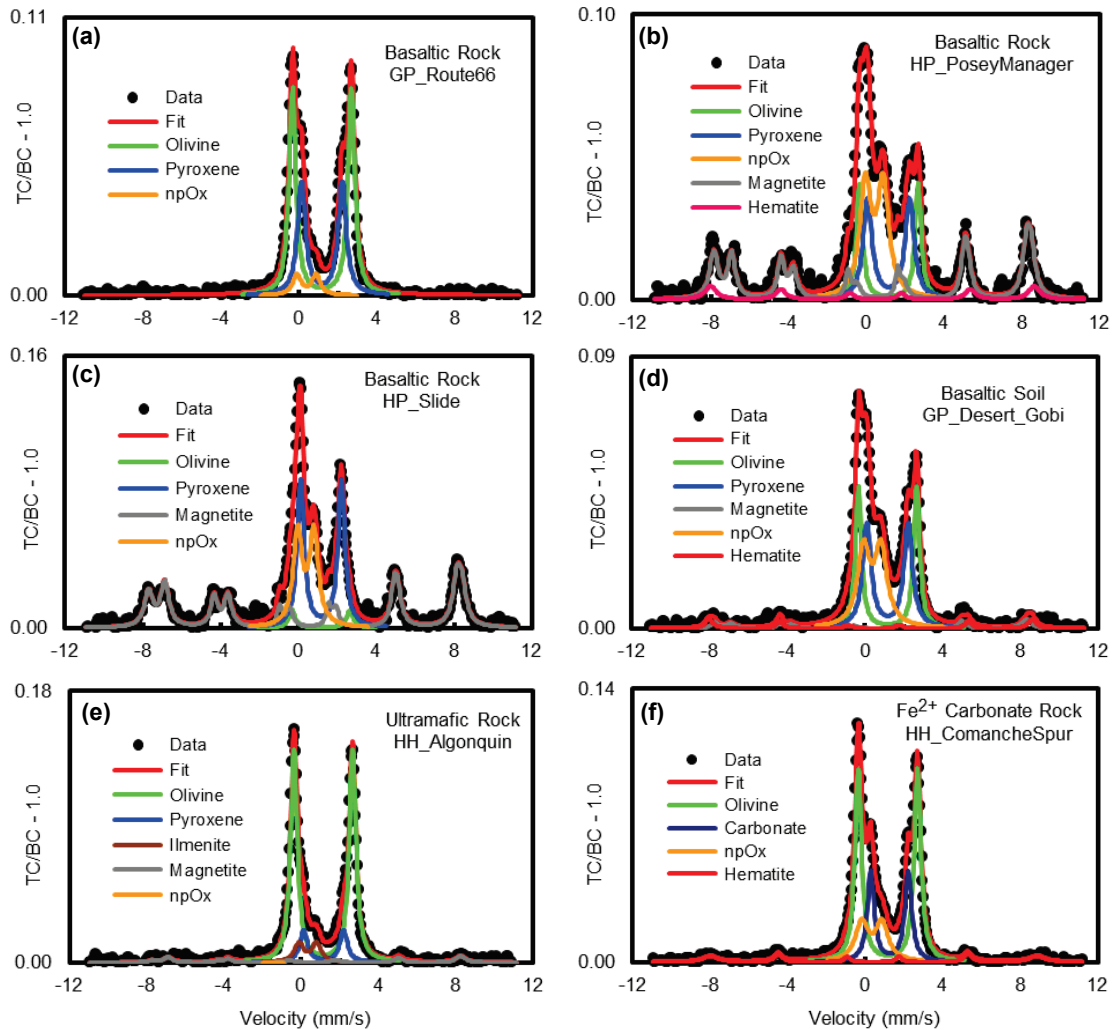 0.11
(a)
Basaltic Rock
GP_Route66
Data
Fit
Olivine
Pyroxene
npOx
TC/BC - 1.0
0.00
-12 -8 -4 0 4 8 12
0.10
(b)
Basaltic Rock
HP_PoseyManager
Data
Fit
Olivine
Pyroxene
npOx
Magnetite
Hematite
TC/BC - 1.0
0.00
-12 -8 -4 0 4 8 12
0.16
(c)
Basaltic Rock
HP_Slide
Data
Fit
Olivine
Pyroxene
Magnetite
npOx
TC/BC - 1.0
0.00
-12 -8 -4 0 4 8 12
0.09
(d)
Basaltic Soil
GP_Desert_Gobi
Data
Fit
Olivine
Pyroxene
Magnetite
npOx
Hematite
TC/BC - 1.0
0.00
-12 -8 -4 0 4 8 12
0.18
(e)
Ultramafic Rock
HH_Algonquin
Data
Fit
Olivine
Pyroxene
Ilmenite
Magnetite
npOx
TC/BC - 1.0
0.00
-12 -8 -4 0 4 8 12
Velocity (mm/s)
0.14
(f)
Fe²⁺ Carbonate Rock
HH_ComancheSpur
Data
Fit
Olivine
Carbonate
npOx
Hematite
TC/BC - 1.0
0.00
-12 -8 -4 0 4 8 12
Velocity (mm/s)